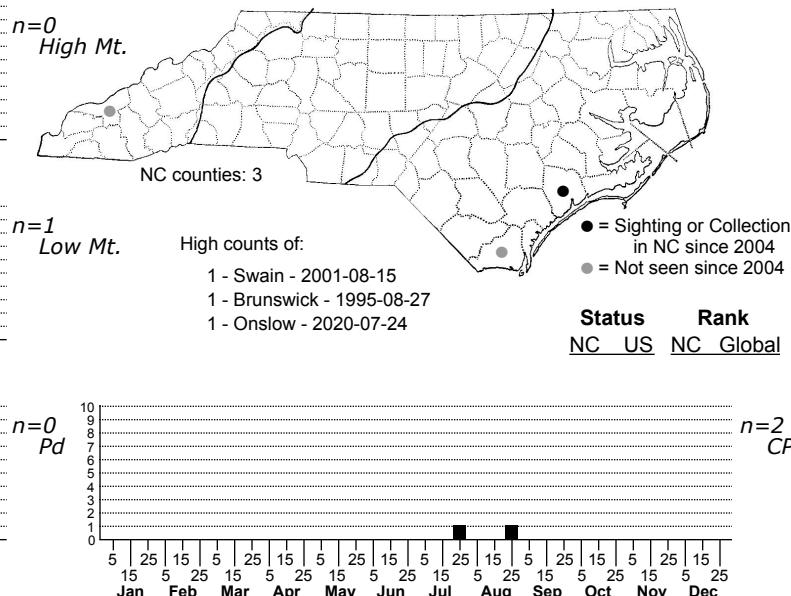 n=0
High Mt.
NC counties: 3
n=1
Low Mt.
High counts of:
1 - Swain - 2001-08-15
1 - Brunswick - 1995-08-27
1 - Onslow - 2020-07-24
= Sighting or Collection
in NC since 2004
= Not seen since 2004
Status Rank
NC US NC Global
n=0
Pd
10
9
8
7
6
5
4
3
2
1
0
n=2
CP
5 25 15 5 25 15 5 25 15 5 25 15 5 25 15 5 25 15
15 5 25 15 5 25 15 5 25 15 5 25 15 5 25 15 5 25
Jan Feb Mar Apr May Jun Jul Aug Sep Oct Nov Dec